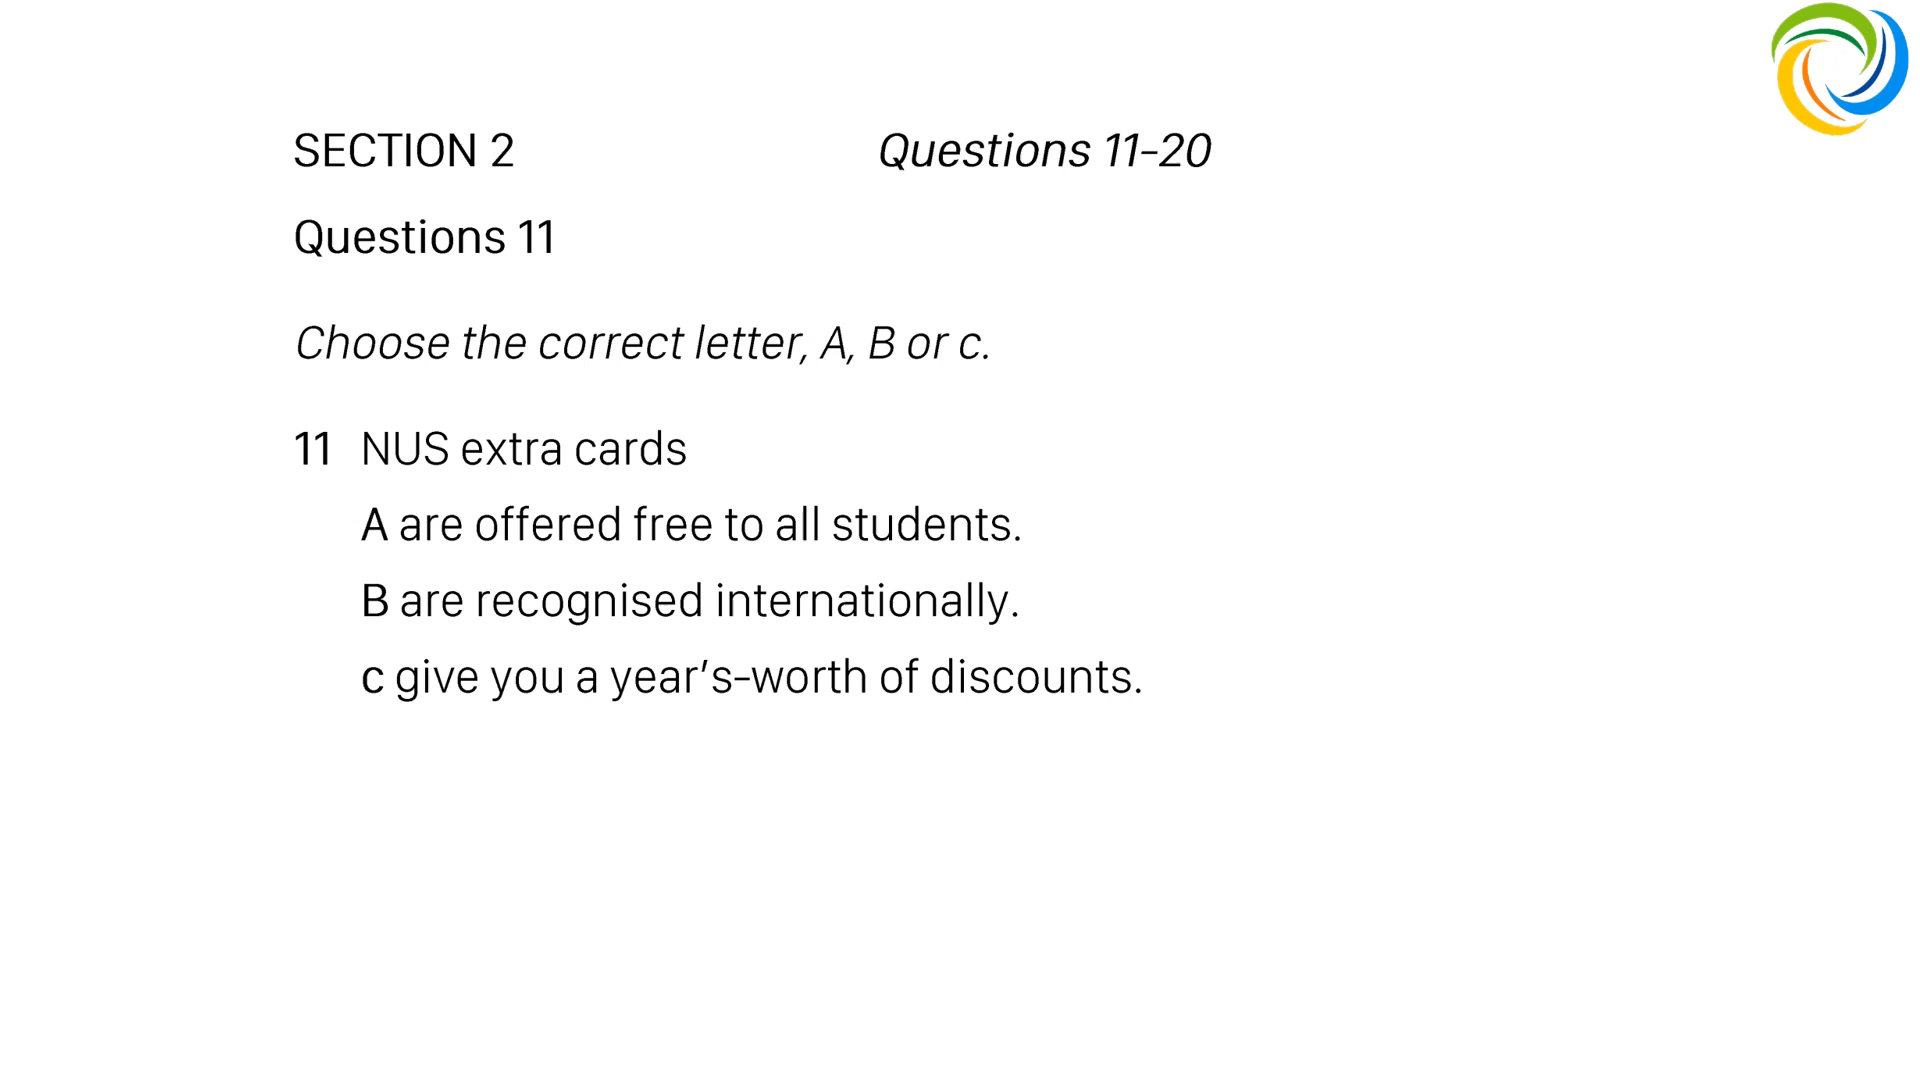 SECTION 2 Questions 11-20
Questions 11
Choose the correct letter, A, B or c.
11 NUS extra cards
A are offered free to all students.
B are recognised internationally.
c give you a year's-worth of discounts.